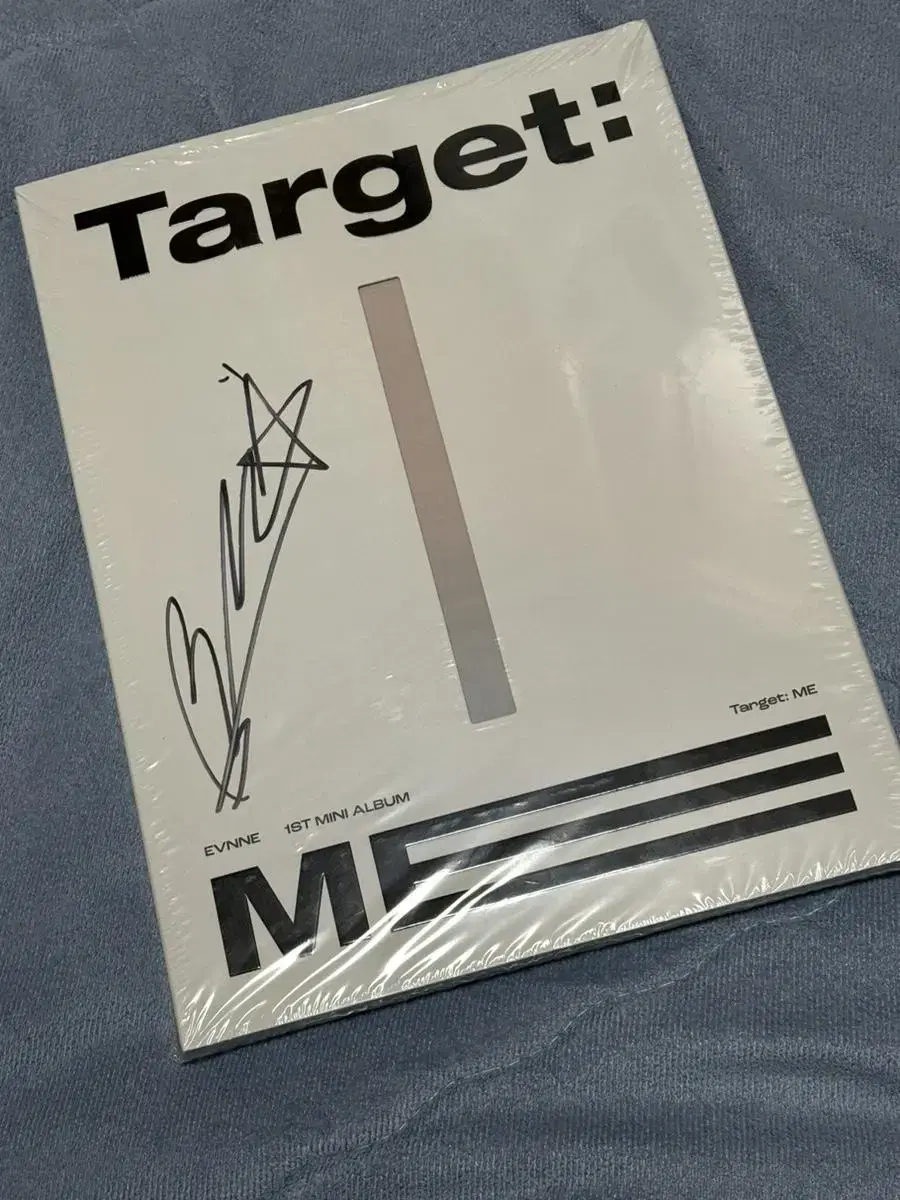 Target:
Target: ME
EVNNE 1ST MINI ALBUM
ME